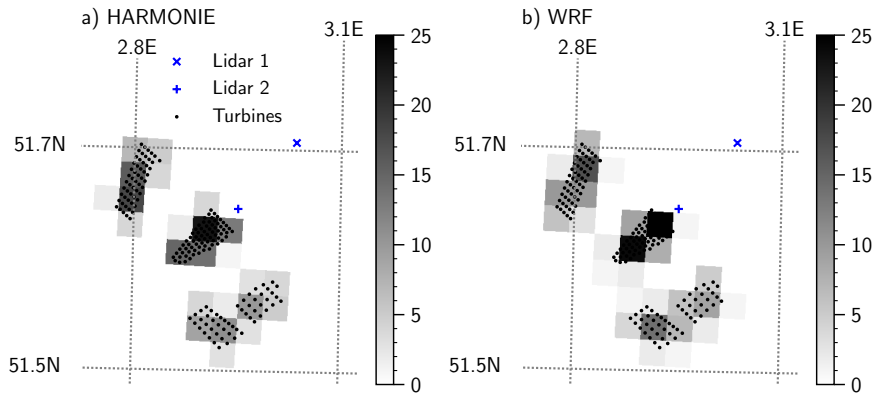 a) HARMONIE
2.8E
3.1E
Lidar 1
Lidar 2
Turbines
51.7N
51.5N
25
20
15
10
5
0
b) WRF
2.8E
3.1E
51.7N
51.5N
25
20
15
10
5
0